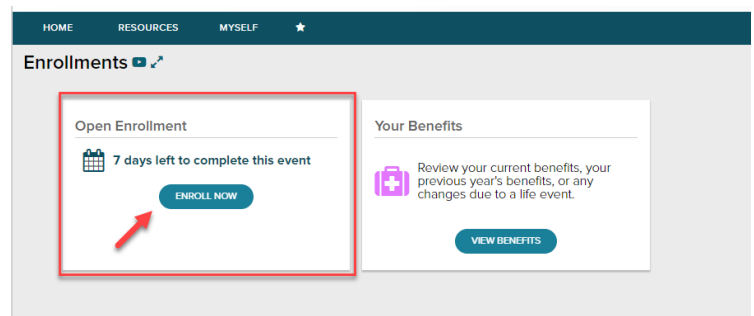 HOME RESOURCES MYSELF
Enrollments
Open Enrollment
7 days left to complete this event
ENROLL NOW
Your Benefits
Review your current benefits, your
previous year's benefits, or any
changes due to a life event.
VIEW BENEFITS